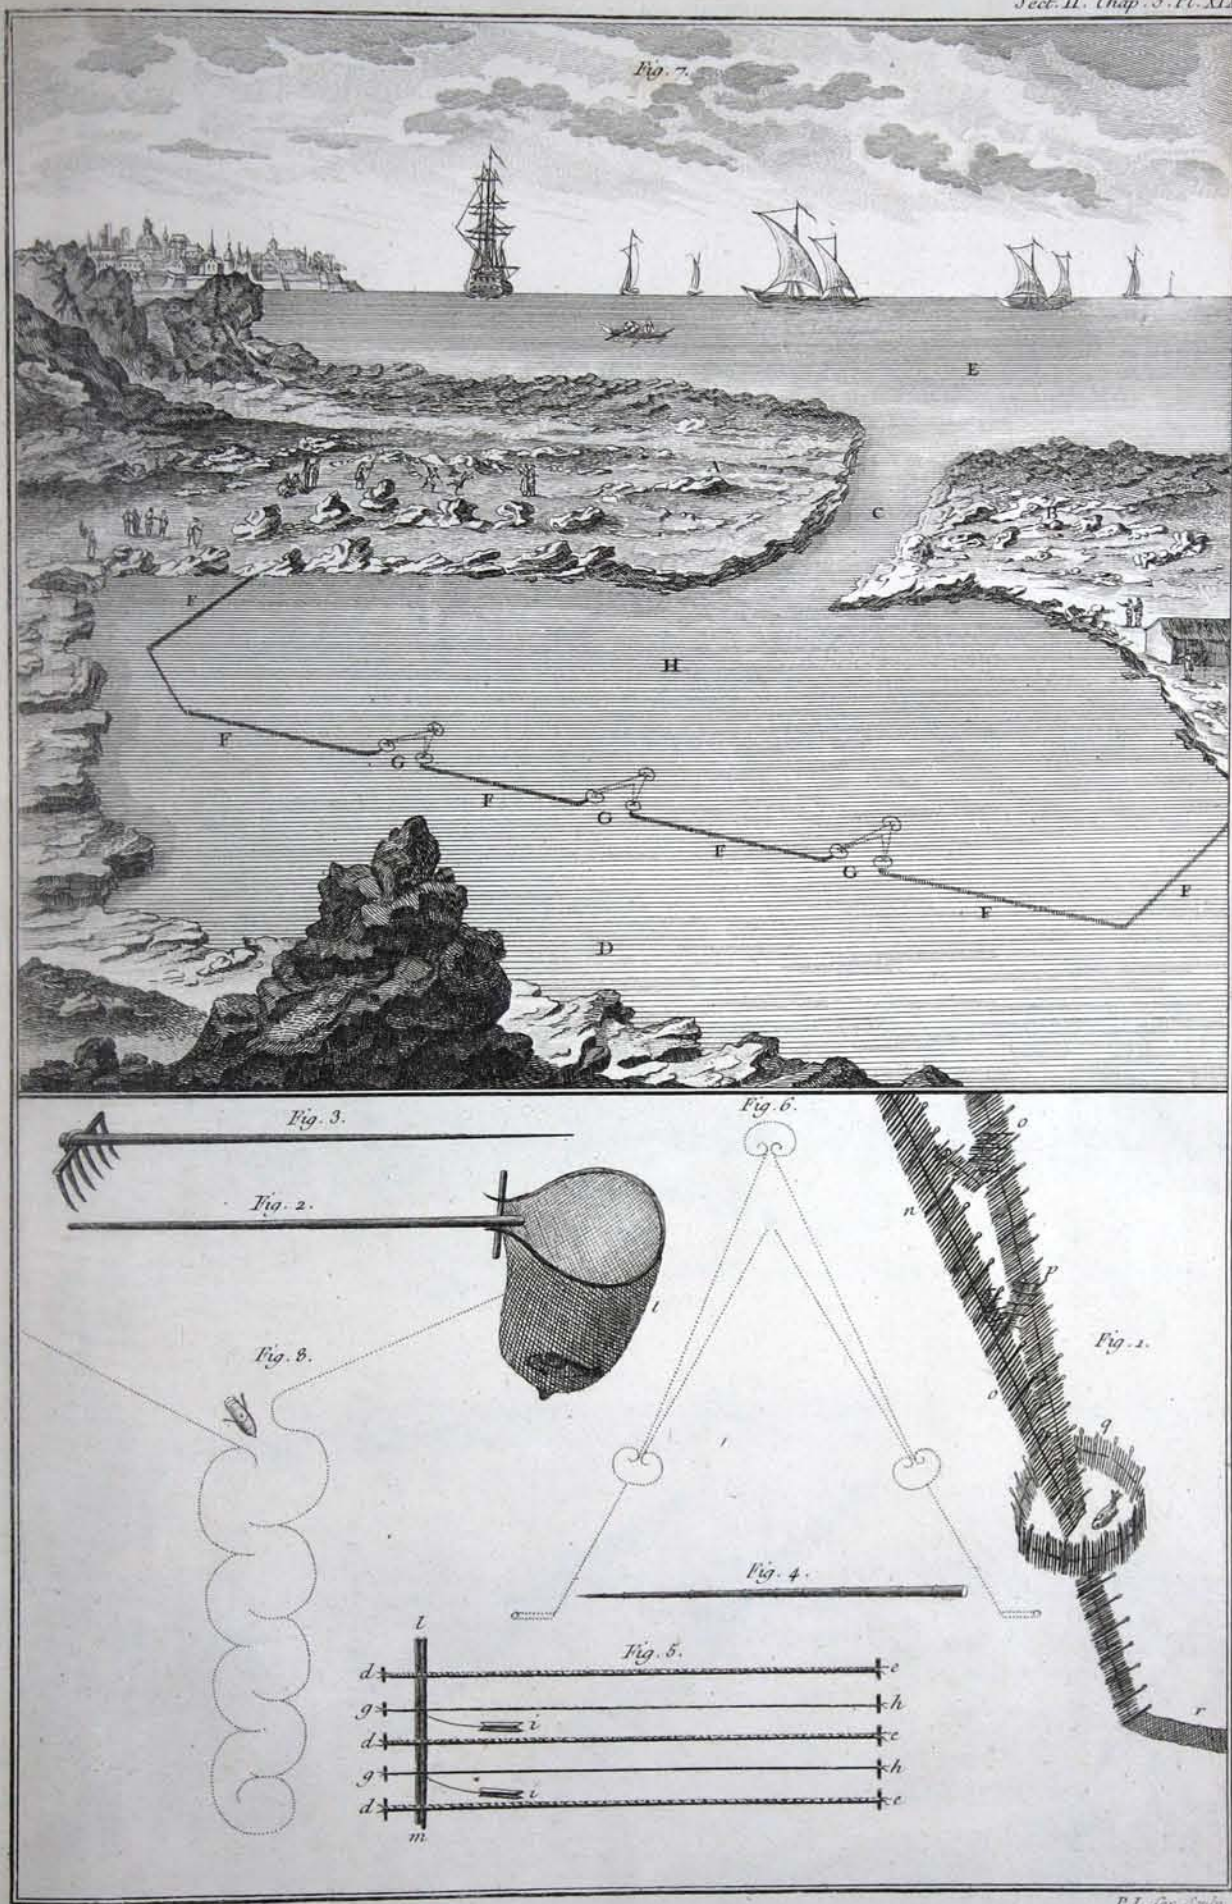 Sect. II. Chap. 3. Pl. XII
Fig. 7.
E
A
C
B
F
H
F
G
F
G
F
G
F
F
D
Fig. 3.
Fig. 6.
o
Fig. 2.
n
p
l
Fig. 8.
Fig. 1.
o
q
Fig. 4.
l
d Fig. 5. e
g h
i
r
d e
g h
i
d e
m